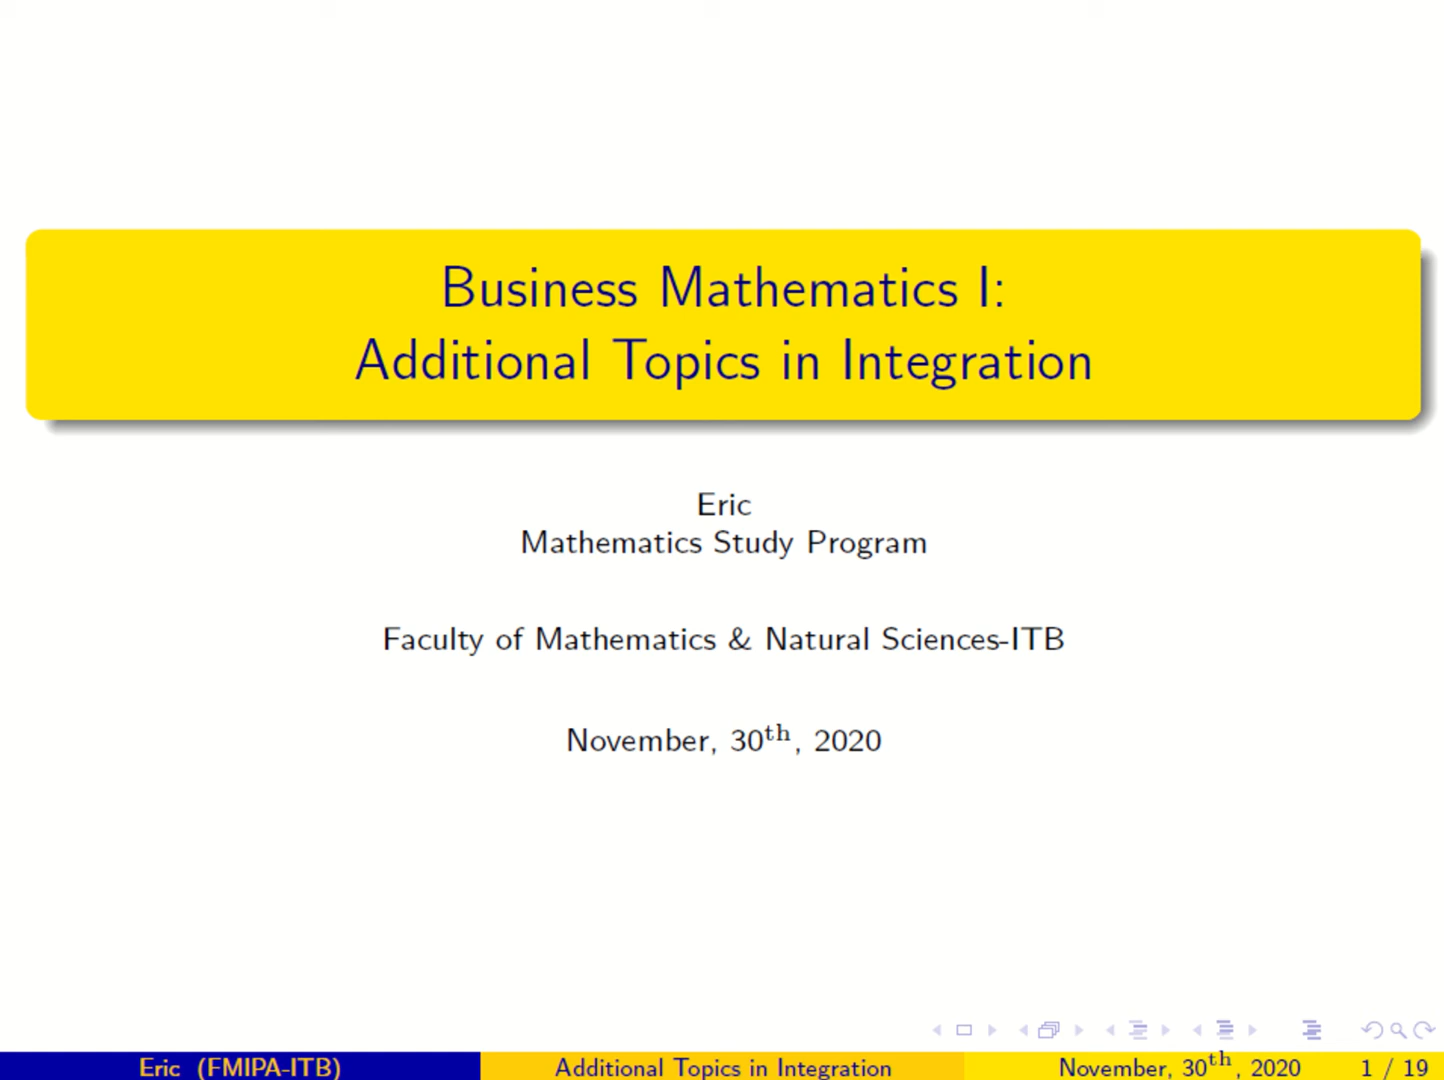 Business Mathematics I:
Additional Topics in Integration
Eric
Mathematics Study Program
Faculty of Mathematics & Natural Sciences-ITB
November, 30th, 2020
Eric (FMIPA-ITB)
Additional Topics in Integration
November, 30th, 2020
1 / 19